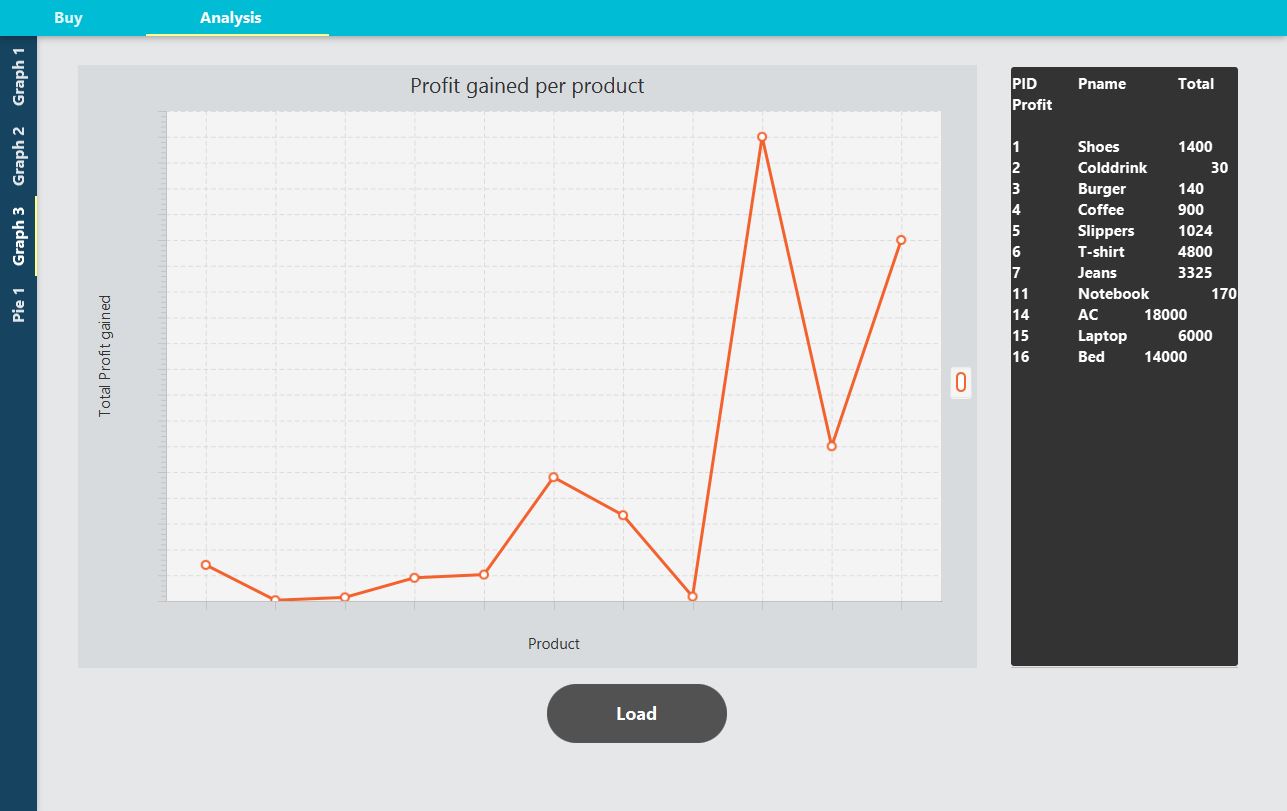 Buy Analysis
Graph 1
Graph 2
Graph 3
Pie 1
Profit gained per product
Total Profit gained
Product
Load
PID Pname Total
Profit
1 Shoes 1400
2 Colddrink 30
3 Burger 140
4 Coffee 900
5 Slippers 1024
6 T-shirt 4800
7 Jeans 3325
11 Notebook 170
14 AC 18000
15 Laptop 6000
16 Bed 14000